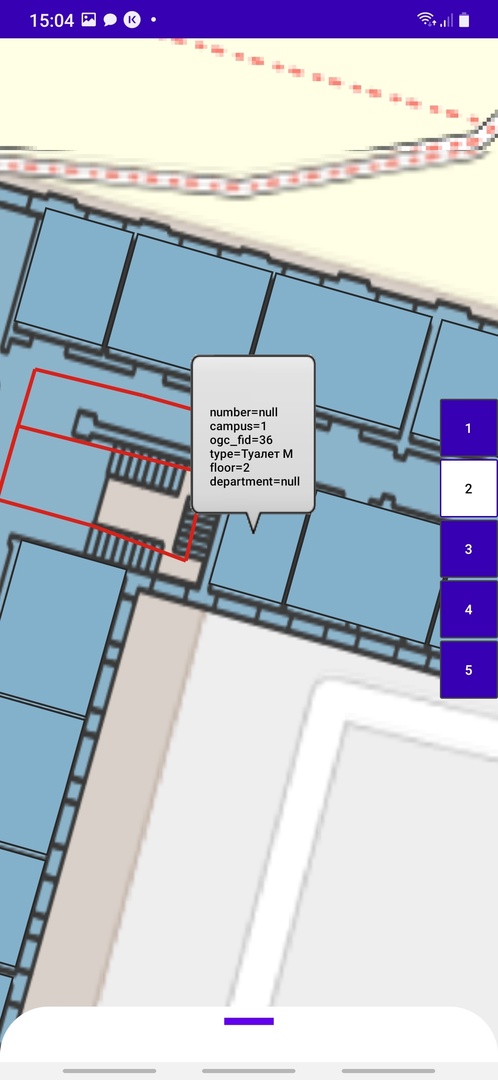 15:04
number=null
campus=1
ogc_fid=36
type=Туалет М
floor=2
department=null
1
2
3
4
5